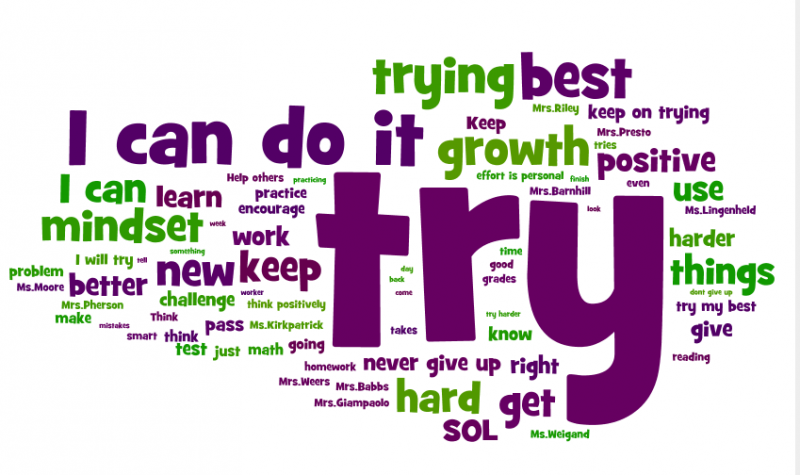 trying best
Mrs.Riley
keep on trying
I can do it
Keep
Mrs.Presto
growth
tries
positive
Help others
practicing
effort is personal
finish
even
I can
learn
practice
Mrs.Barnhill
use
encourage
look
Ms.Lingenheld
mindset
week
work
harder
something
time
I will try
tell
new
keep
try
good
things
problem
day
Ms.Moore
better
back
grades
worker
come
dont give up
Mrs.Pherson
challenge
think positively
try my best
make
Think
try harder
mistakes
pass
Ms.Kirkpatrick
takes
know
give
smart
think
test
just
math
going
reading
homework
never give up
right
Mrs.Weers
Mrs.Babbs
hard
get
Mrs.Giampaolo
SOL
Ms.Weigand